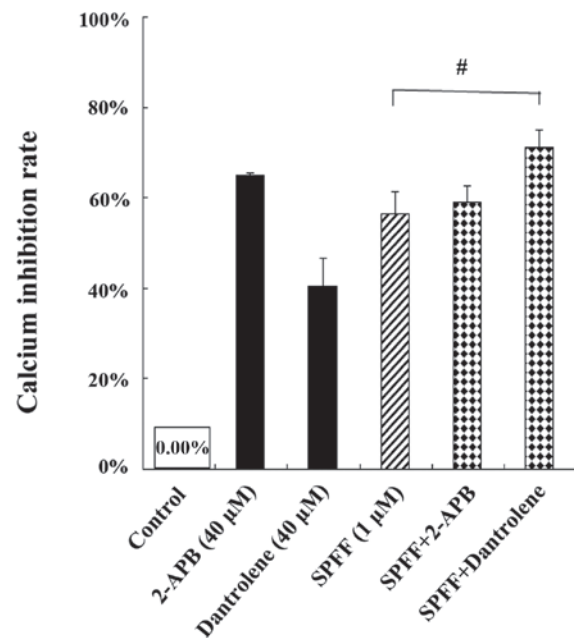 100%
#
80%
60%
40%
20%
0%
Calcium inhibition rate
0.00%
Control
2-APB (40 μM)
Dantrolene (40 μM)
SPFF (1 μM)
SPFF+2-APB
SPFF+Dantrolene